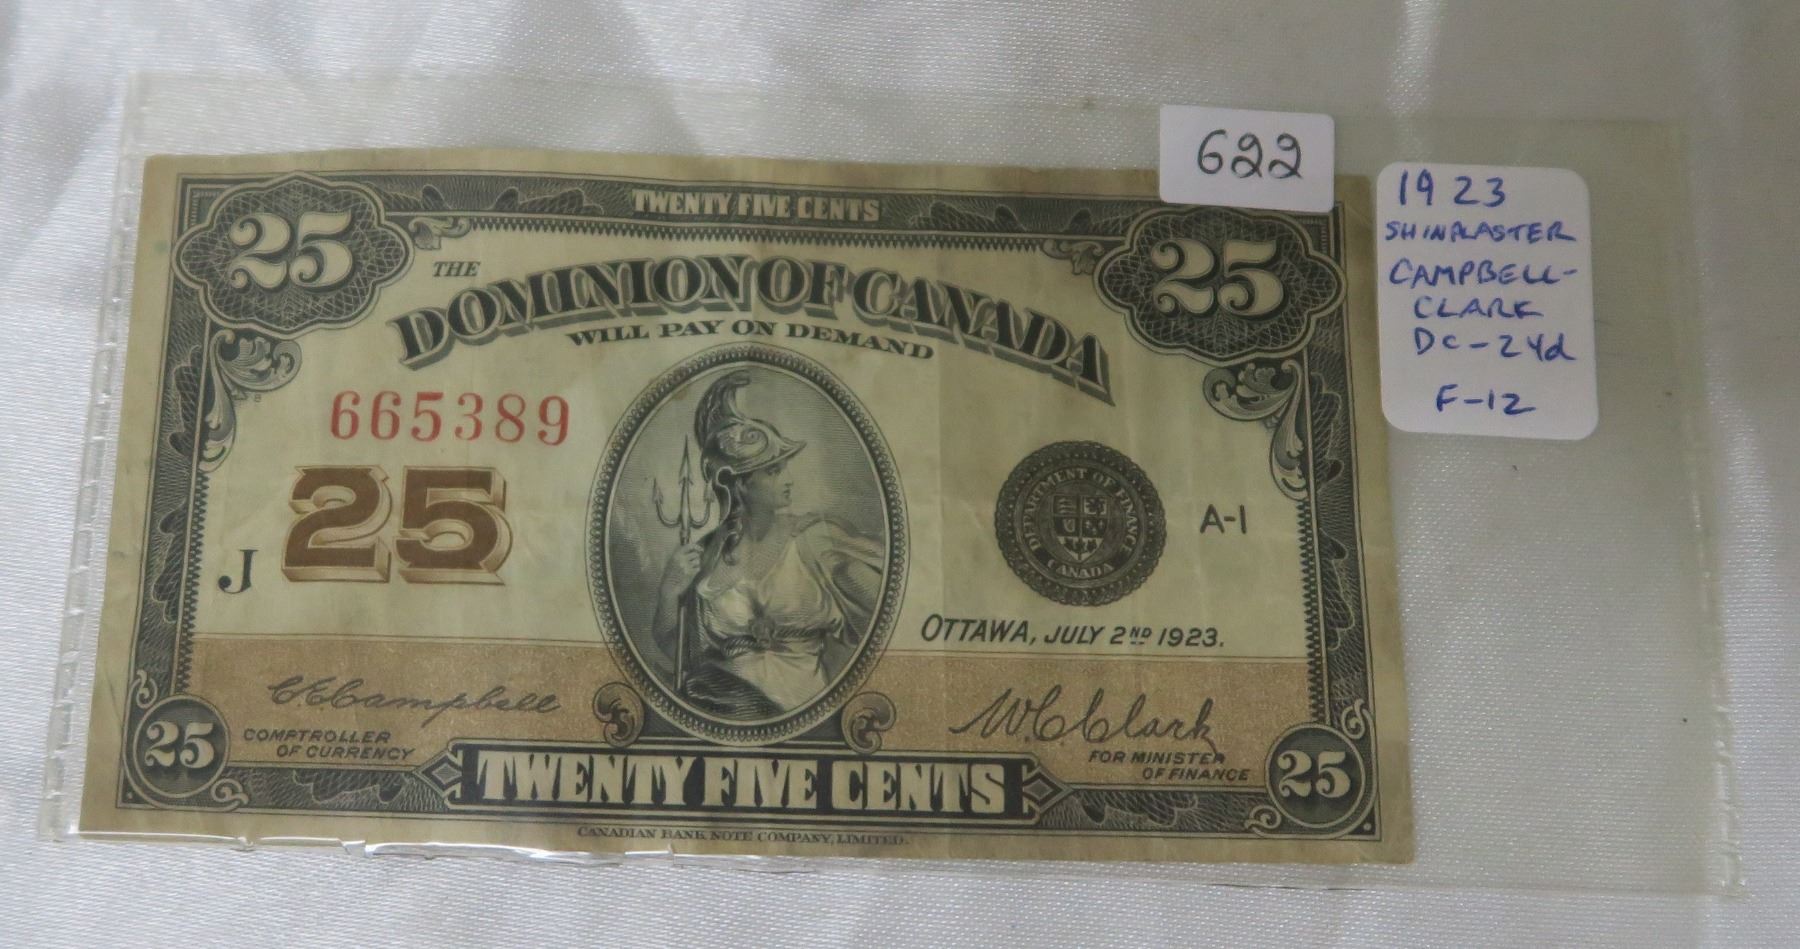 622
1923
SHINPLASTER
CAMPBELL-
CLARK
DC-24d
F-12
TWENTY FIVE CENTS
25 25
THE
DOMINION OF CANADA
WILL PAY ON DEMAND
665389
25
J
DEPARTMENT OF FINANCE
CANADA
A-1
OTTAWA, JULY 2ND 1923.
C.E.Campbell
W.C.Clark
COMPTROLLER
OF CURRENCY
FOR MINISTER
OF FINANCE
25 25
TWENTY FIVE CENTS
CANADIAN BANK NOTE COMPANY, LIMITED.